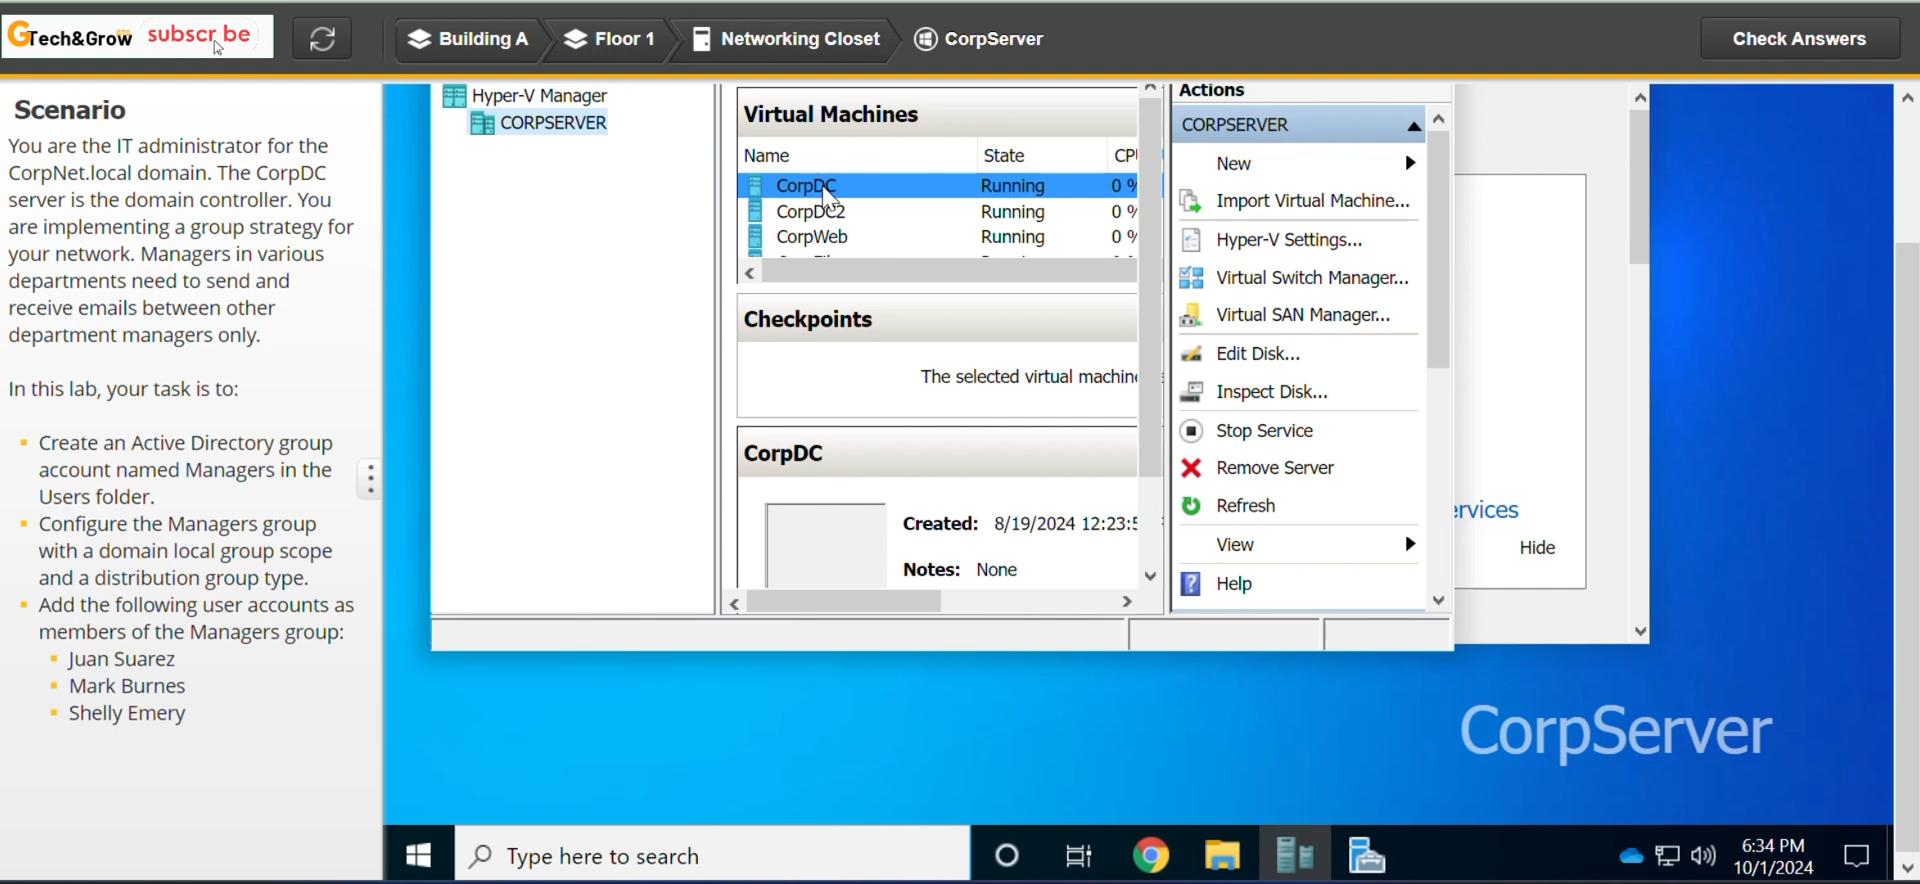 GTech&Grow subscribe
Building A
Floor 1
Networking Closet
CorpServer
Check Answers
Scenario
You are the IT administrator for the
CorpNet.local domain. The CorpDC
server is the domain controller. You
are implementing a group strategy for
your network. Managers in various
departments need to send and
receive emails between other
department managers only.
In this lab, your task is to:
Create an Active Directory group
account named Managers in the
Users folder.
Configure the Managers group
with a domain local group scope
and a distribution group type.
Add the following user accounts as
members of the Managers group:
Juan Suarez
Mark Burnes
Shelly Emery
Hyper-V Manager
CORPSERVER
Virtual Machines
Name State CPU
CorpDC Running 0 %
CorpDC2 Running 0 %
CorpWeb Running 0 %
Checkpoints
The selected virtual machine
CorpDC
Created: 8/19/2024 12:23:5
Notes: None
Actions
CORPSERVER
New
Import Virtual Machine...
Hyper-V Settings...
Virtual Switch Manager...
Virtual SAN Manager...
Edit Disk...
Inspect Disk...
Stop Service
Remove Server
Refresh
View
Help
ervices
Hide
CorpServer
Type here to search
6:34 PM
10/1/2024